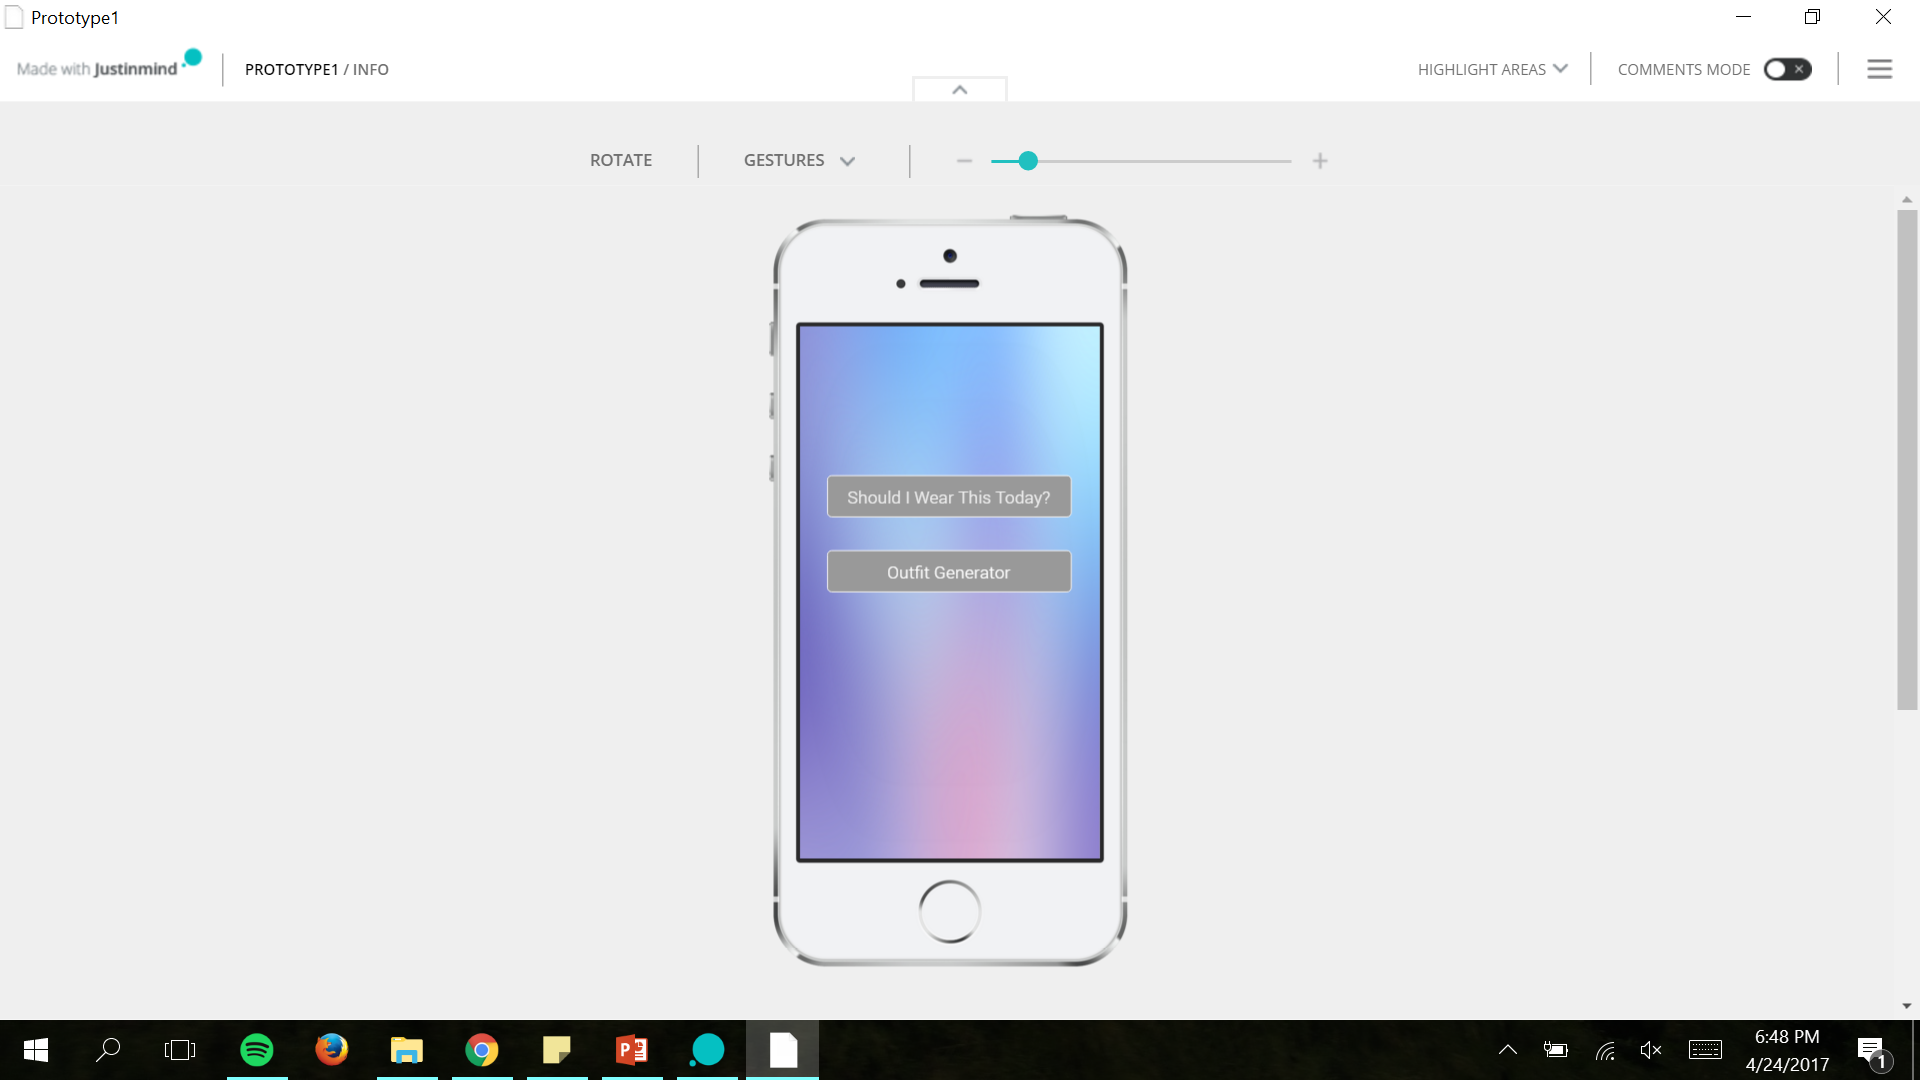 Prototype1
Made with Justinmind
PROTOTYPE1 / INFO
HIGHLIGHT AREAS
COMMENTS MODE
ROTATE
GESTURES
Should I Wear This Today?
Outfit Generator
6:48 PM
4/24/2017
1